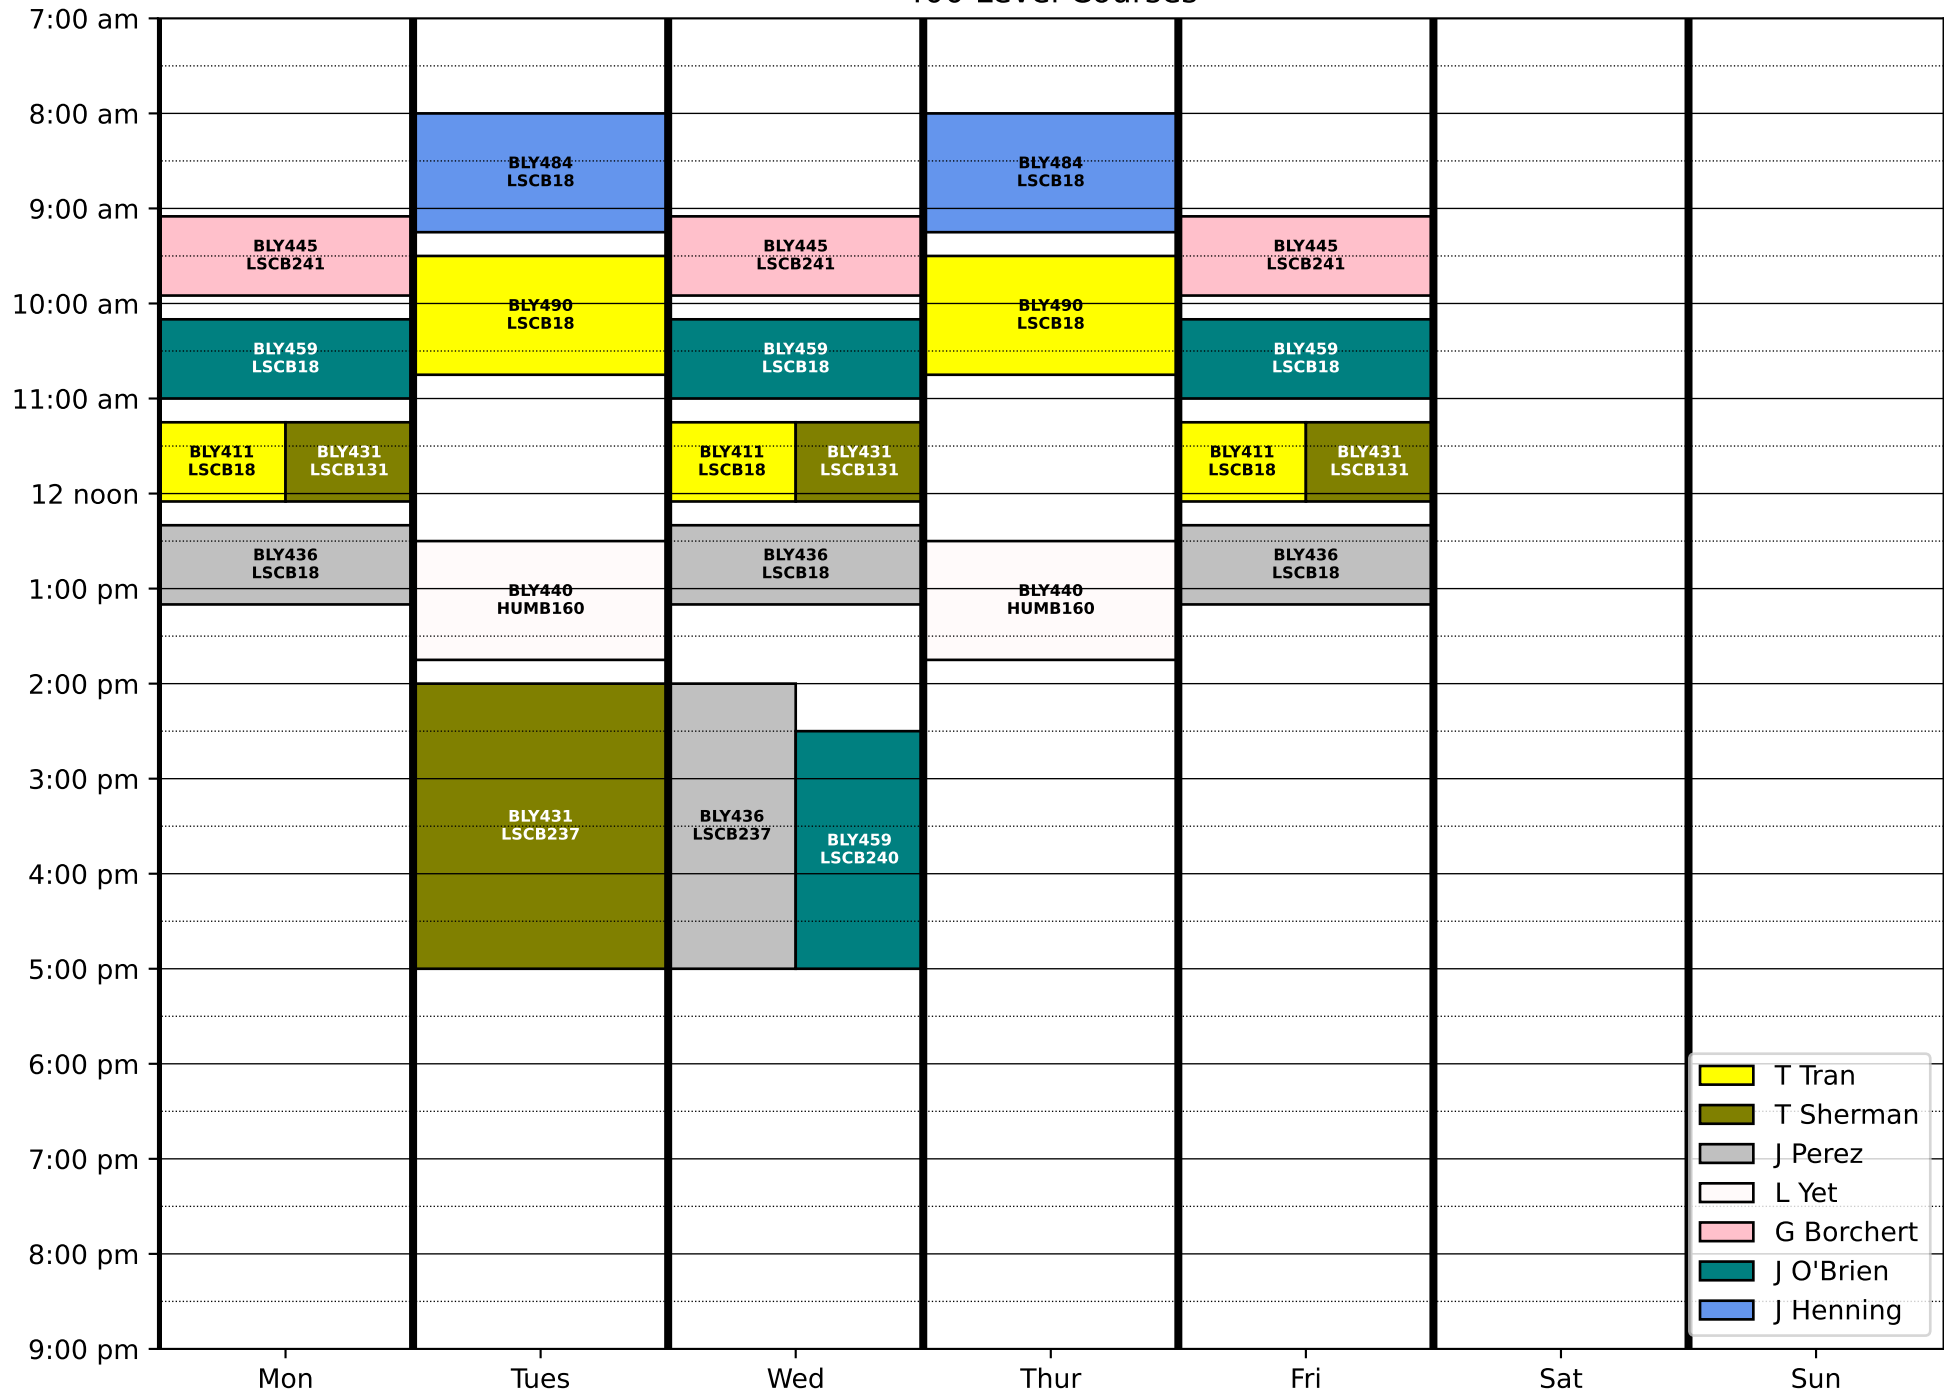 7:00 am
8:00 am
BLY484
LSCB18
BLY484
LSCB18
9:00 am
BLY445
LSCB241
BLY445
LSCB241
BLY445
LSCB241
10:00 am
BLY490
LSCB18
BLY490
LSCB18
BLY459
LSCB18
BLY459
LSCB18
BLY459
LSCB18
11:00 am
BLY411
LSCB18
BLY431
LSCB131
BLY411
LSCB18
BLY431
LSCB131
BLY411
LSCB18
BLY431
LSCB131
12 noon
BLY436
LSCB18
BLY436
LSCB18
BLY436
LSCB18
1:00 pm
BLY440
HUMB160
BLY440
HUMB160
2:00 pm
3:00 pm
BLY431
LSCB237
BLY436
LSCB237
BLY459
LSCB240
4:00 pm
5:00 pm
6:00 pm
7:00 pm
8:00 pm
9:00 pm
T Tran
T Sherman
J Perez
L Yet
G Borchert
J O'Brien
J Henning
Mon
Tues
Wed
Thur
Fri
Sat
Sun